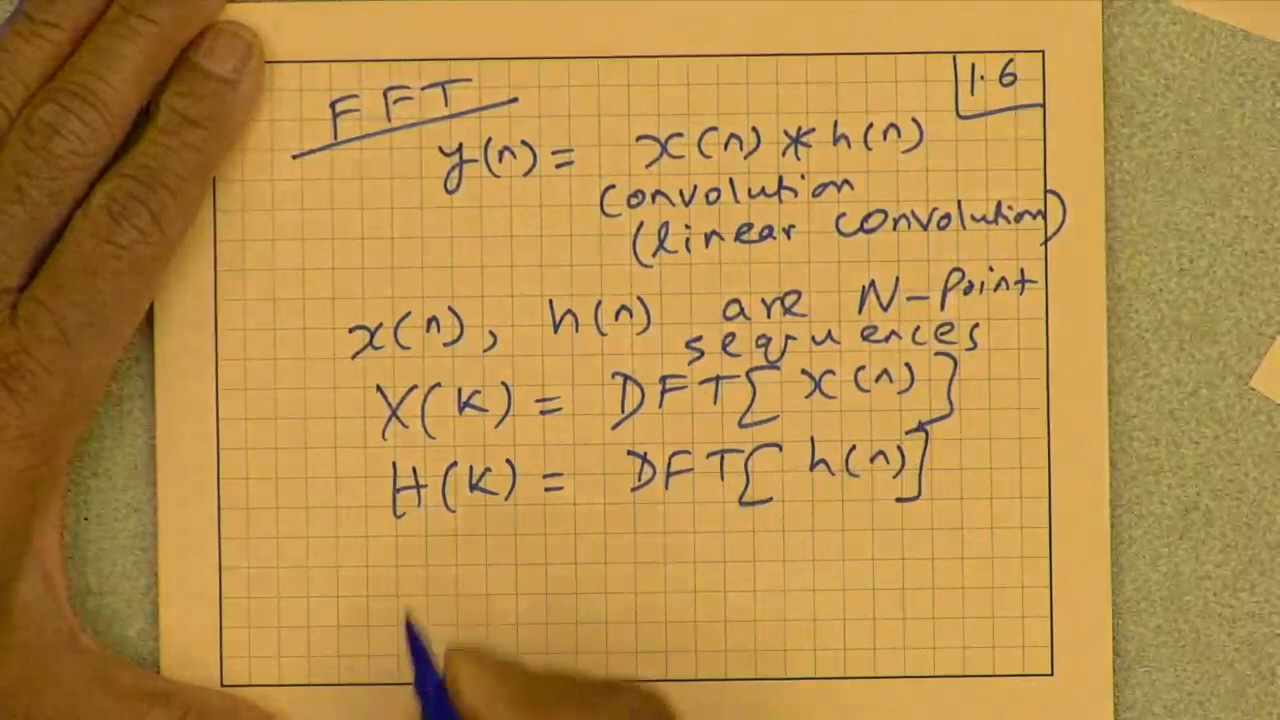 1.6
FFT
y(n) = x(n) * h(n)
convolution
(linear convolution)
x(n), h(n) are N-Point
sequences
X(K) = DFT[x(n)]
H(K) = DFT[h(n)]